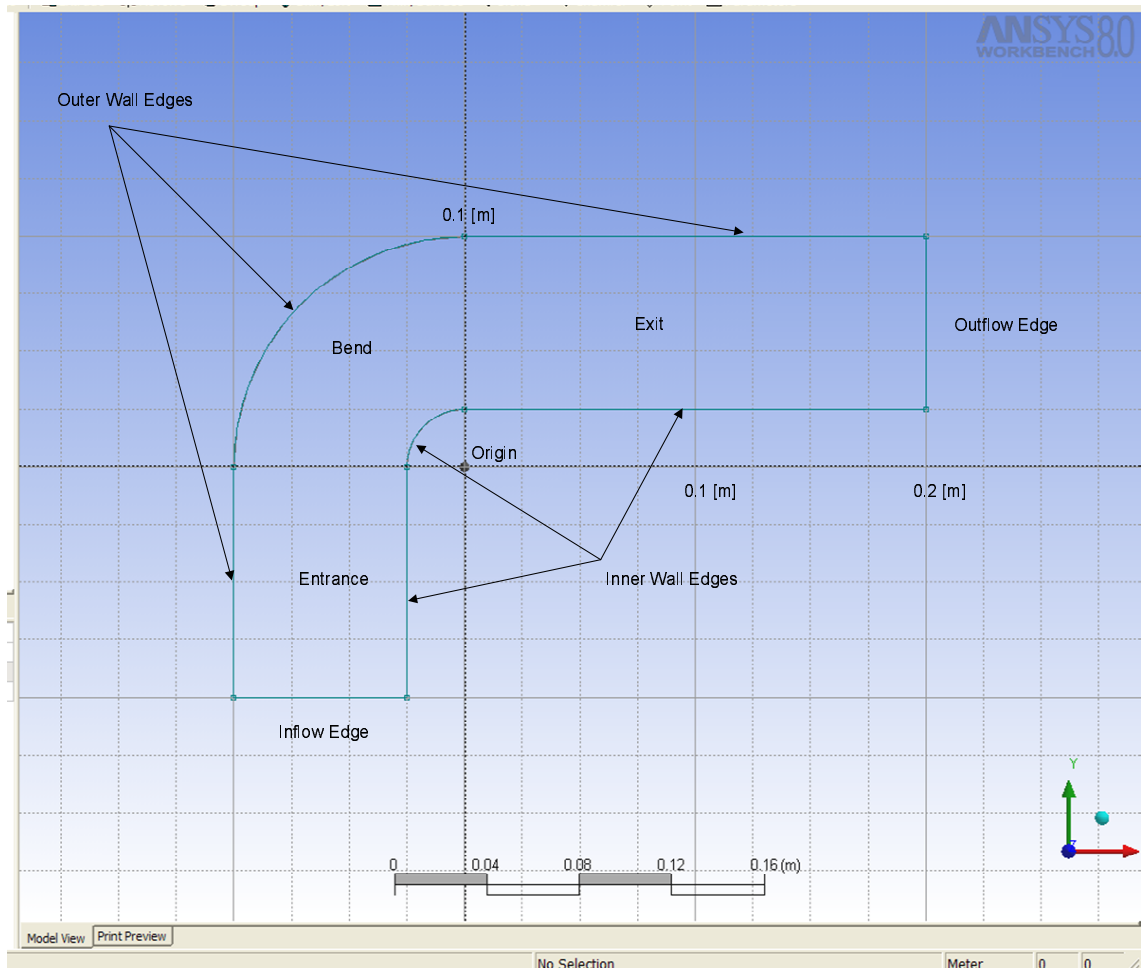 ANSYS 8.0
WORKBENCH
Outer Wall Edges
0.1 [m]
Exit
Outflow Edge
Bend
Origin
0.1 [m]
0.2 [m]
Entrance
Inner Wall Edges
Inflow Edge
Y
Z
0
0.04
0.08
0.12
0.16 (m)
Model View
Print Preview
No Selection
Meter
0
0